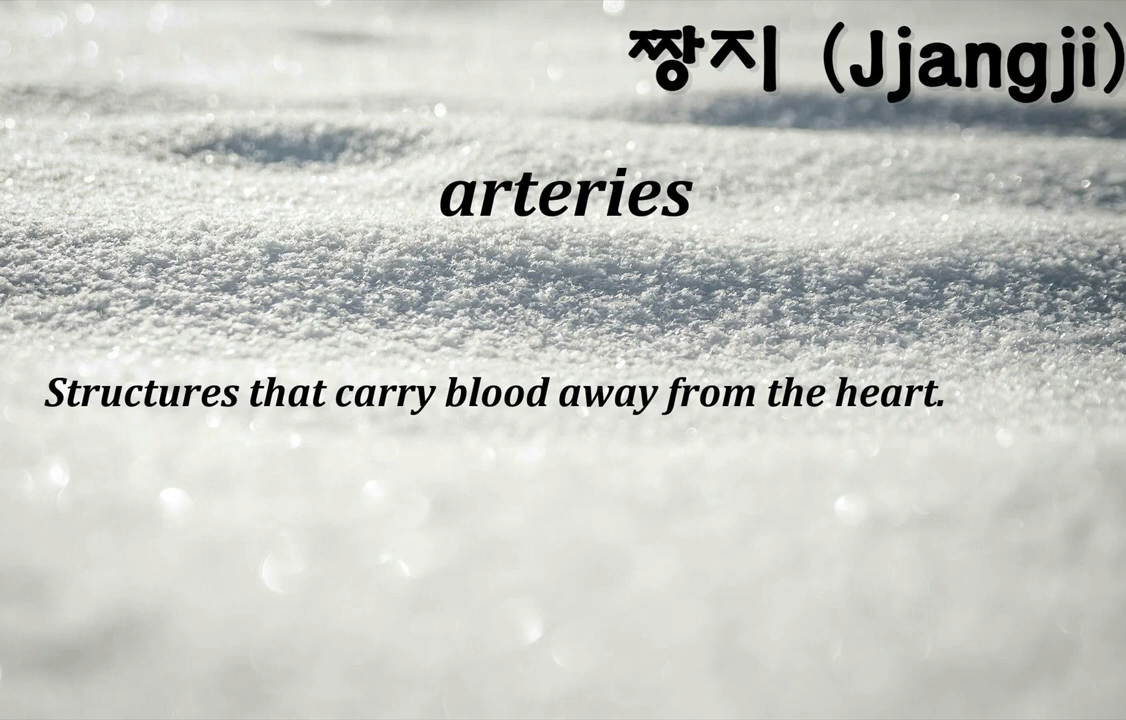 짱지 (Jjangji)
arteries
Structures that carry blood away from the heart.